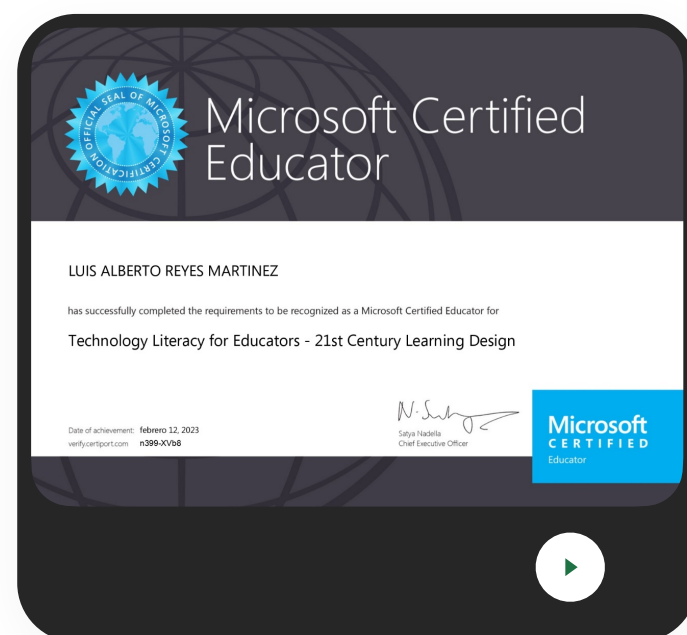 OFFICIAL SEAL OF MICROSOFT CERTIFICATION
Microsoft Certified
Educator
LUIS ALBERTO REYES MARTINEZ
has successfully completed the requirements to be recognized as a Microsoft Certified Educator for
Technology Literacy for Educators - 21st Century Learning Design
Date of achievement: febrero 12, 2023
verify.certiport.com n399-XVb8
Satya Nadella
Chief Executive Officer
Microsoft
CERTIFIED
Educator